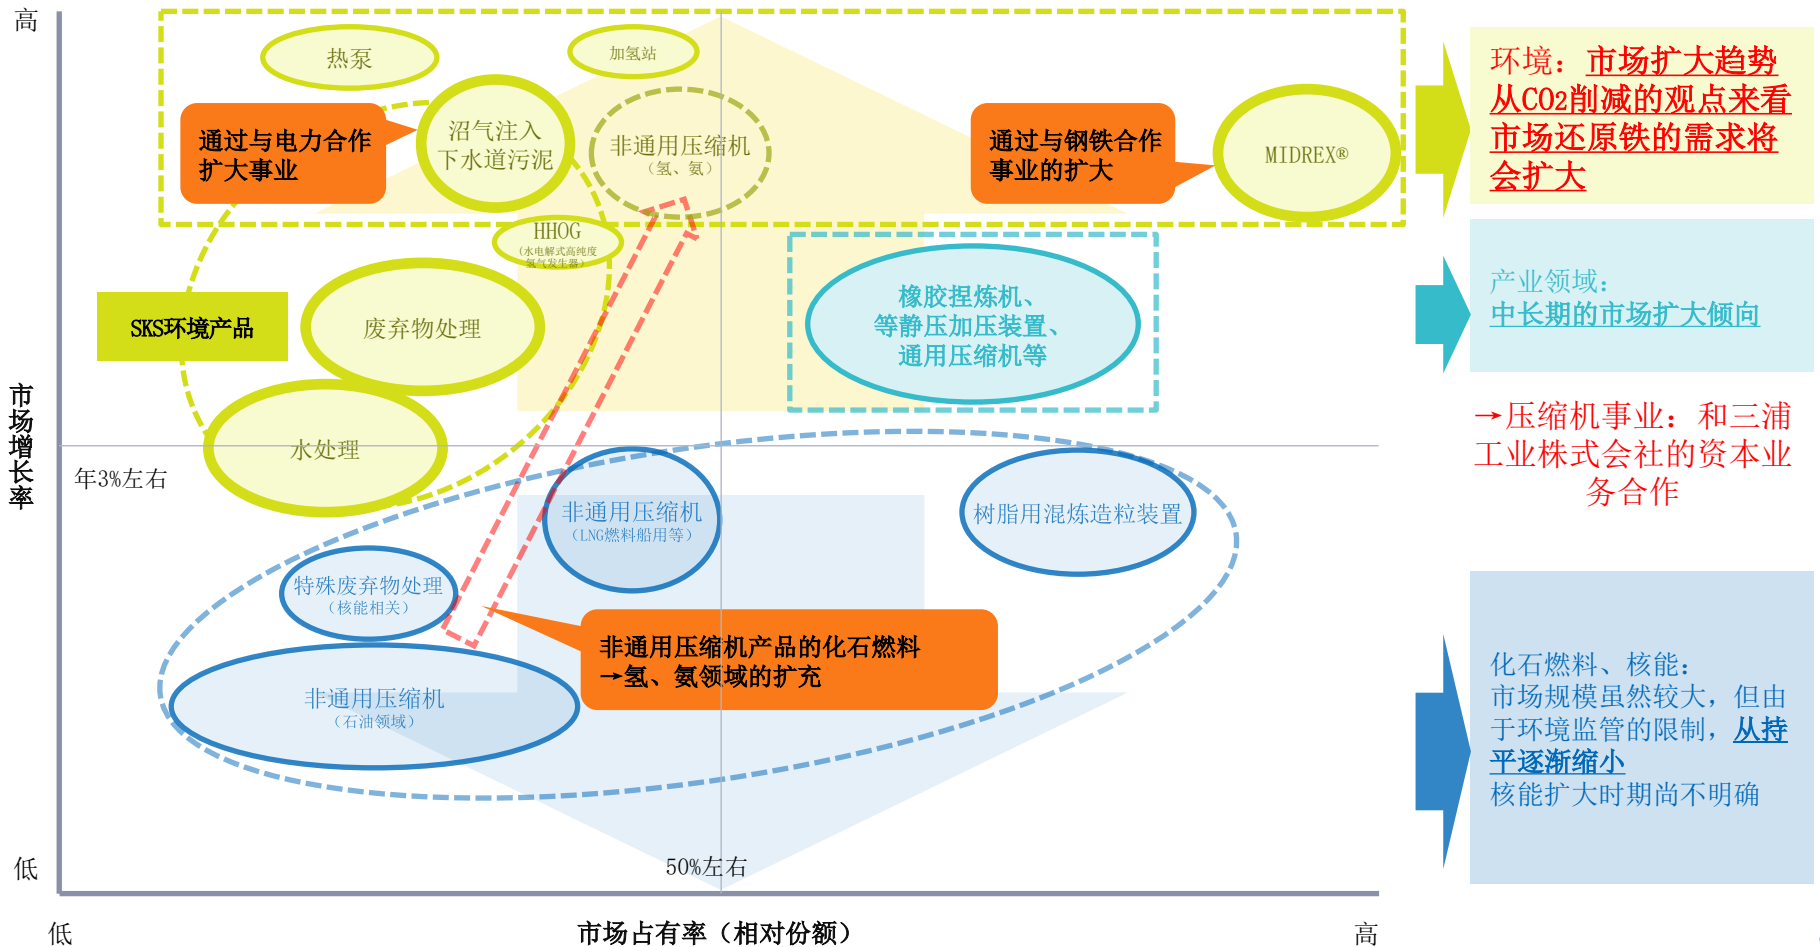 高
热泵
加氢站
通过与电力合作
扩大事业
沼气注入
下水道污泥
非通用压缩机
（氢、氨）
通过与钢铁合作
事业的扩大
MIDREX®
HHOG
（水电解式高纯度
氢气发生器）
SKS环境产品
废弃物处理
橡胶捏炼机、
等静压加压装置、
通用压缩机等
水处理
市场增长率
年3%左右
非通用压缩机
（LNG燃料船用等）
树脂用混炼造粒装置
特殊废弃物处理
（核能相关）
非通用压缩机产品的化石燃料
→氢、氨领域的扩充
非通用压缩机
（石油领域）
50%左右
低
低
市场占有率（相对份额）
高
环境：市场扩大趋势
从CO2削减的观点来看
市场还原铁的需求将
会扩大
产业领域：
中长期的市场扩大倾向
→压缩机事业：和三浦
工业株式会社的资本业
务合作
化石燃料、核能：
市场规模虽然较大，但由
于环境监管的限制，从持
平逐渐缩小
核能扩大时期尚不明确